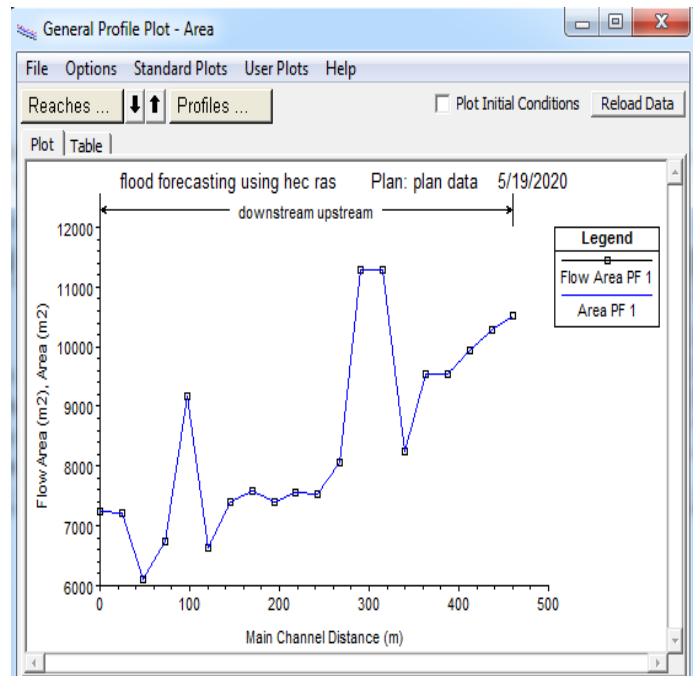 General Profile Plot - Area
File Options Standard Plots User Plots Help
Reaches ... Profiles ... Plot Initial Conditions Reload Data
Plot Table
flood forecasting using hec ras Plan: plan data 5/19/2020
downstream upstream
Legend
Flow Area PF 1
Area PF 1
Flow Area (m2), Area (m2)
12000
11000
10000
9000
8000
7000
6000
0 100 200 300 400 500
Main Channel Distance (m)